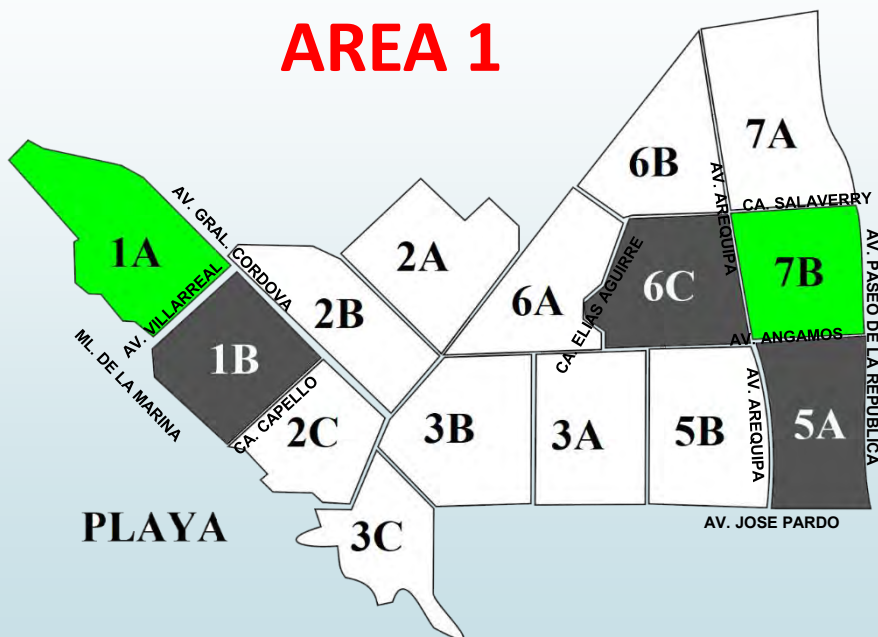 AREA 1
7A
6B
AV. AREQUIPA
CA. SALAVERRY
1A
AV. GRAL. CORDOVA
2A
7B
AV. PASEO DE LA REPUBLICA
6C
CA. ELIAS AGUIRRE
6A
2B
AV. VILLARREAL
ML. DE LA MARINA
1B
AV. ANGAMOS
CA. CAPELLO
2C
3B
3A
5B
AV. AREQUIPA
5A
PLAYA
3C
AV. JOSE PARDO